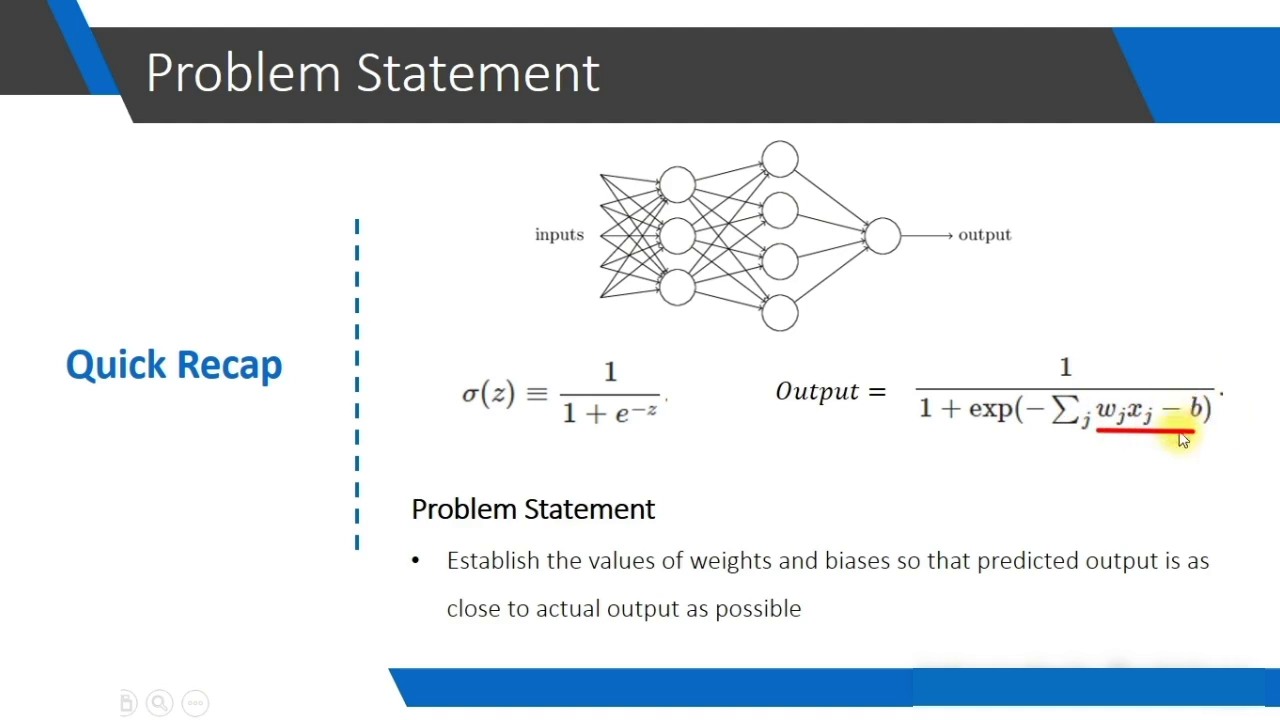 Problem Statement
inputs
output
Quick Recap
σ(z) ≡ 1 / (1 + e^{−z}).
Output = 1 / (1 + exp(−∑_j w_j x_j − b)).
Problem Statement
• Establish the values of weights and biases so that predicted output is as
close to actual output as possible